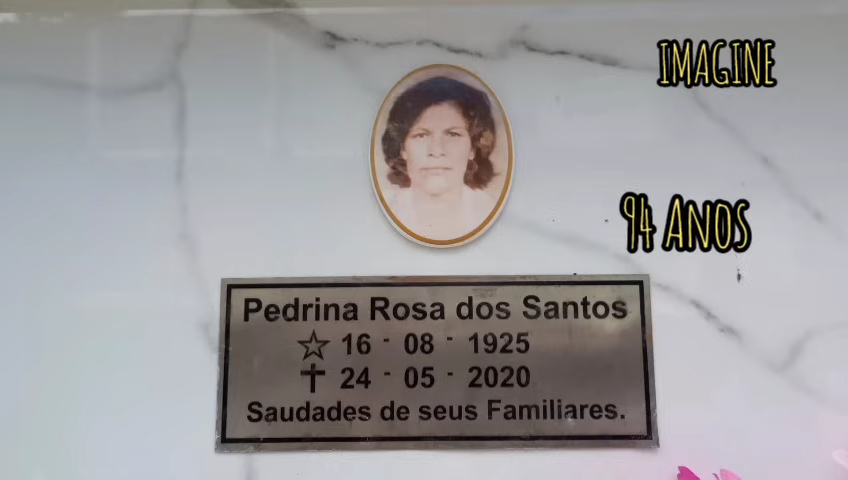 IMAGINE
94 ANOS
Pedrina Rosa dos Santos
☆ 16 - 08 - 1925
✝ 24 - 05 - 2020
Saudades de seus Familiares.